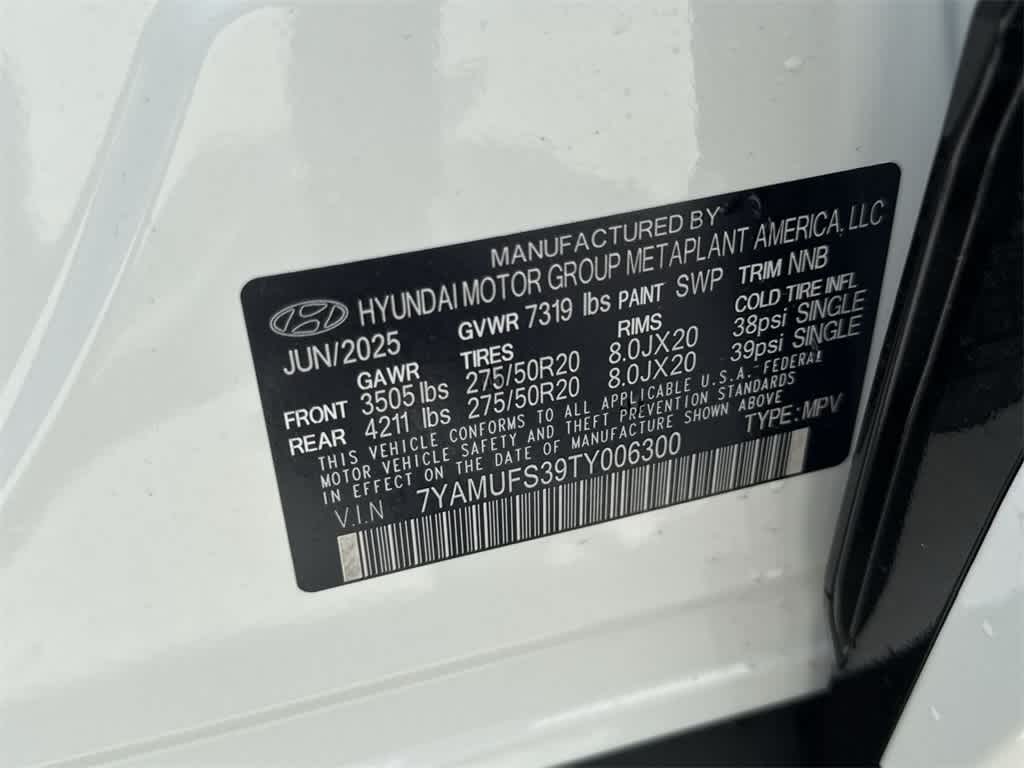 MANUFACTURED BY
HYUNDAI MOTOR GROUP METAPLANT AMERICA, LLC
JUN/2025 GVWR 7319 lbs PAINT SWP TRIM NNB
GAWR TIRES RIMS COLD TIRE INFL
FRONT 3505 lbs 275/50R20 8.0JX20 38psi SINGLE
REAR 4211 lbs 275/50R20 8.0JX20 39psi SINGLE
THIS VEHICLE CONFORMS TO ALL APPLICABLE U.S.A. FEDERAL
MOTOR VEHICLE SAFETY AND THEFT PREVENTION STANDARDS
IN EFFECT ON THE DATE OF MANUFACTURE SHOWN ABOVE
V.I.N 7YAMUFS39TY006300 TYPE: MPV